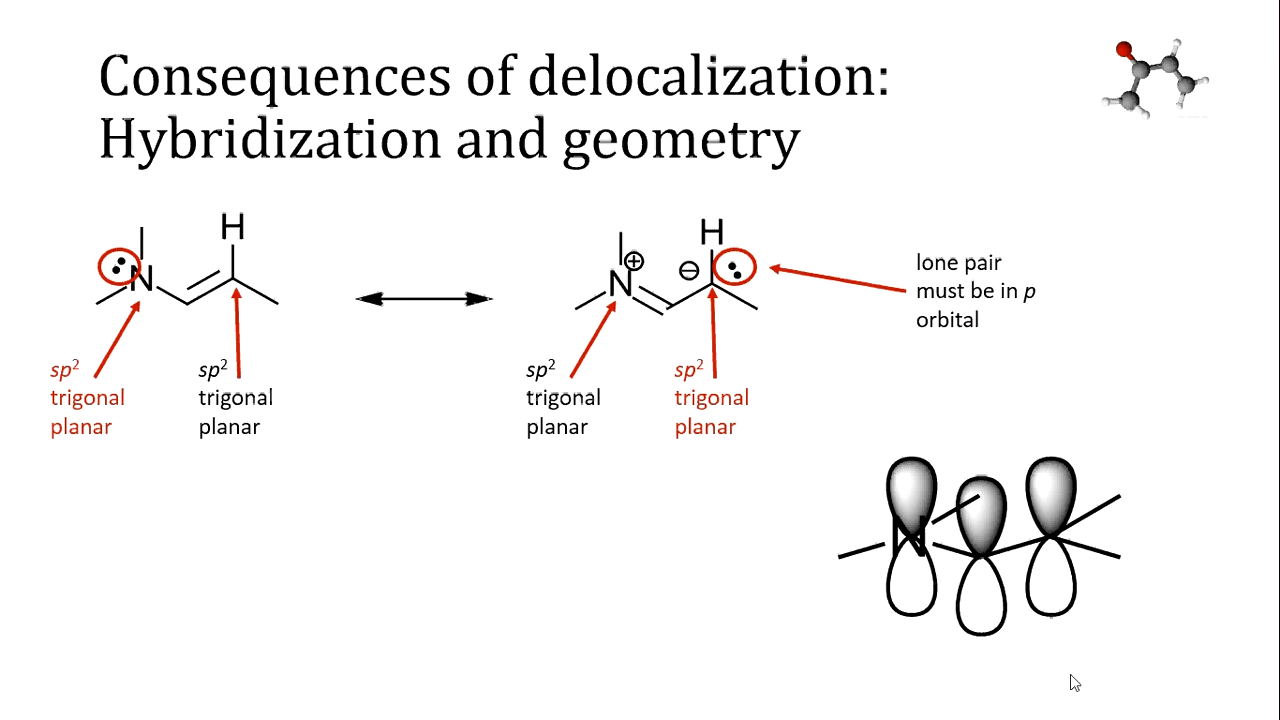 Consequences of delocalization:
Hybridization and geometry
H
N
H
N
⊕
⊖
lone pair
must be in p
orbital
sp²
trigonal
planar
sp²
trigonal
planar
sp²
trigonal
planar
sp²
trigonal
planar
N